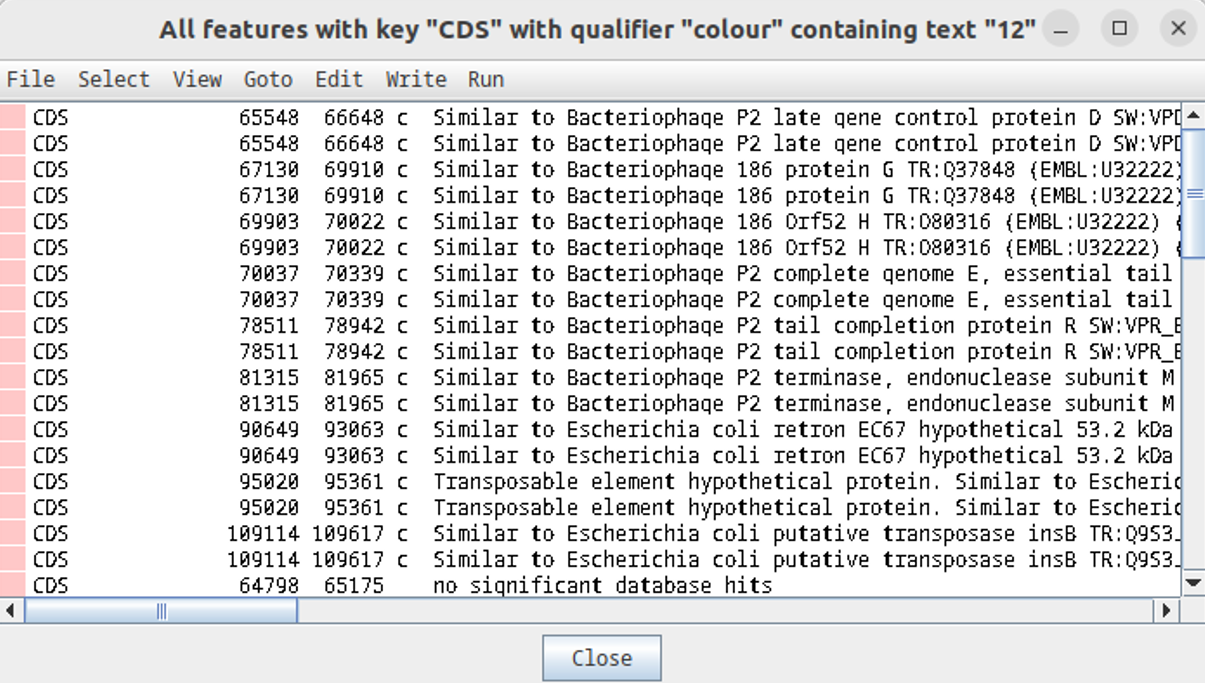 All features with key "CDS" with qualifier "colour" containing text "12"
File Select View Goto Edit Write Run
CDS 65548 66648 c Similar to Bacteriophage P2 late gene control protein D SW:VPD
CDS 65548 66648 c Similar to Bacteriophage P2 late gene control protein D SW:VPD
CDS 67130 69910 c Similar to Bacteriophage 186 protein G TR:Q37848 (EMBL:U32222)
CDS 67130 69910 c Similar to Bacteriophage 186 protein G TR:Q37848 (EMBL:U32222)
CDS 69903 70022 c Similar to Bacteriophage 186 Orf52 H TR:O80316 (EMBL:U32222) (
CDS 69903 70022 c Similar to Bacteriophage 186 Orf52 H TR:O80316 (EMBL:U32222) (
CDS 70037 70339 c Similar to Bacteriophage P2 complete genome E, essential tail
CDS 70037 70339 c Similar to Bacteriophage P2 complete genome E, essential tail
CDS 78511 78942 c Similar to Bacteriophage P2 tail completion protein R SW:VPR_
CDS 78511 78942 c Similar to Bacteriophage P2 tail completion protein R SW:VPR_
CDS 81315 81965 c Similar to Bacteriophage P2 terminase, endonuclease subunit M
CDS 81315 81965 c Similar to Bacteriophage P2 terminase, endonuclease subunit M
CDS 90649 93063 c Similar to Escherichia coli retron EC67 hypothetical 53.2 kDa
CDS 90649 93063 c Similar to Escherichia coli retron EC67 hypothetical 53.2 kDa
CDS 95020 95361 c Transposable element hypothetical protein. Similar to Escheric
CDS 95020 95361 c Transposable element hypothetical protein. Similar to Escheric
CDS 109114 109617 c Similar to Escherichia coli putative transposase insB TR:Q9S3
CDS 109114 109617 c Similar to Escherichia coli putative transposase insB TR:Q9S3
CDS 64798 65175 no significant database hits
Close